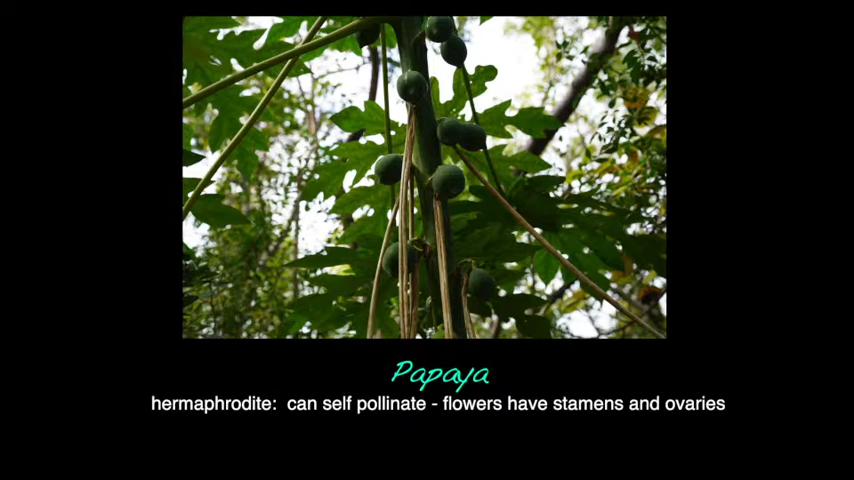 Papaya
hermaphrodite:  can self pollinate - flowers have stamens and ovaries